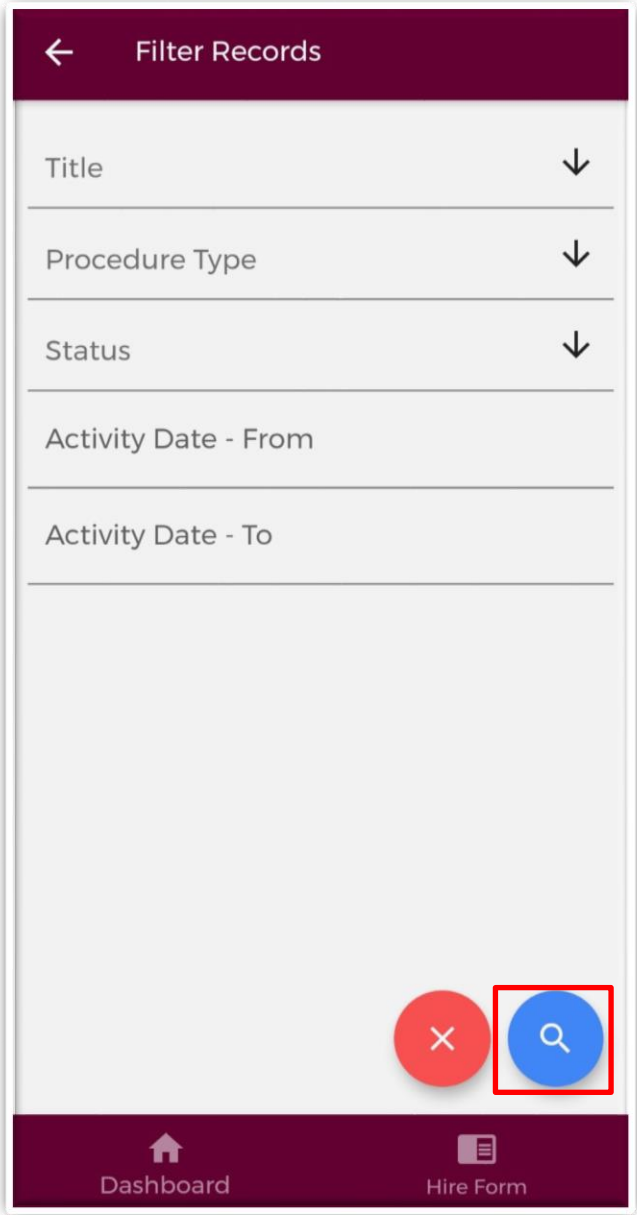 Filter Records
Title
Procedure Type
Status
Activity Date - From
Activity Date - To
Dashboard
Hire Form